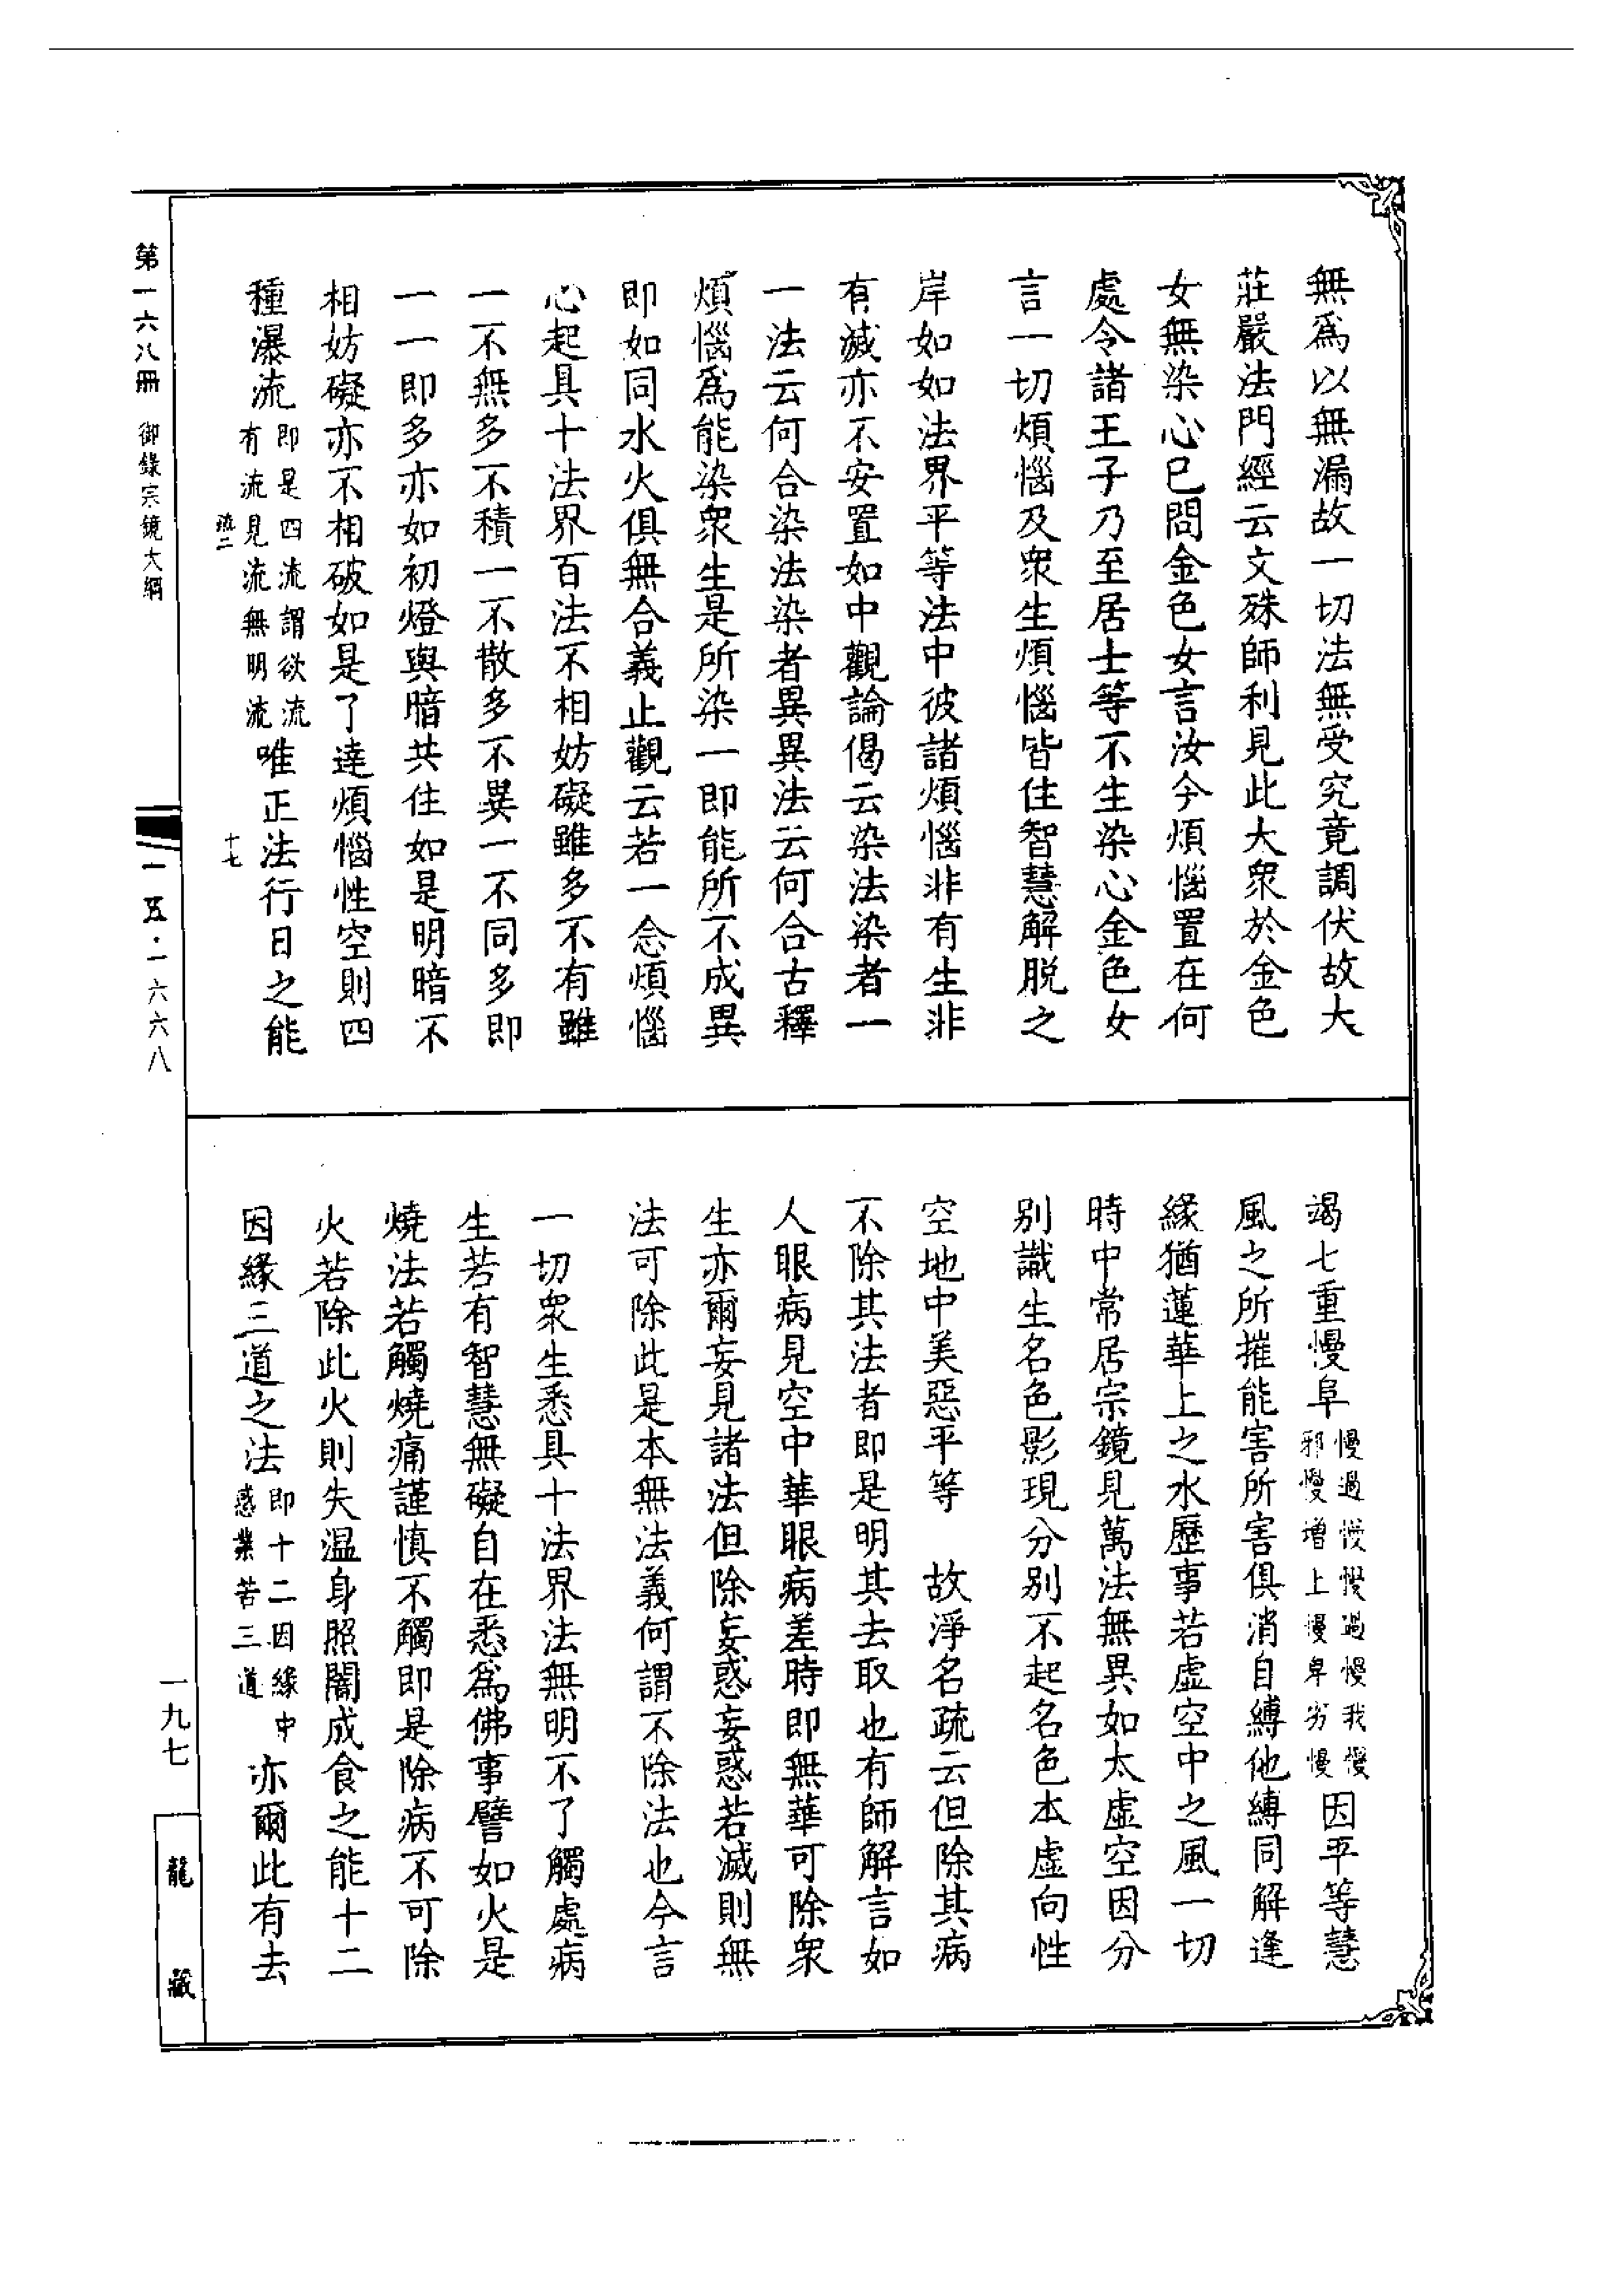 無爲以無漏故一切法無受究竟調伏故大
莊嚴法門經云文殊師利見此大衆於金色
女無染心已問金色女言汝今煩惱置在何
處令諸王子乃至居士等不生染心金色女
言一切煩惱及衆生煩惱皆住智慧解脱之
岸如如法界平等法中彼諸煩惱非有生非
有滅亦不安置如中觀論偈云染法染者一
一法云何合染法染者異異法云何合古釋
煩惱爲能染衆生是所染一即能所不成異
即如同水火俱無合義止觀云若一念煩惱
心起具十法界百法不相妨礙雖多不有雖
一不無多不積一不散多不異一不同多即
一一即多亦如初燈與暗共住如是明暗不
相妨礙亦不相破如是了達煩惱性空則四
種瀑流即是四流謂欲流有流見流無明流唯正法行日之能
十七
竭七重慢阜慢過慢慢過慢我慢邪慢增上慢卑劣慢因平等慧
風之所摧能害所害俱消自縛他縛同解逢
緣猶蓮華上之水歷事若虛空中之風一切
時中常居宗鏡見萬法無異如太虛空因分
別識生名色影現分別不起名色本虛向性
空地中美惡平等　故淨名疏云但除其病
不除其法者即是明其去取也有師解言如
人眼病見空中華眼病差時即無華可除衆
生亦爾妄見諸法但除妄惑妄惑若滅則無
法可除此是本無法義何謂不除法也今言
一切衆生悉具十法界法無明不了觸處病
生若有智慧無礙自在悉爲佛事譬如火是
燒法若觸燒痛謹慎不觸即是除病不可除
火若除此火則失温身照闇成食之能十二
因緣三道之法即十二因緣中惑業苦三道亦爾此有去
第一六八冊　御錄宗鏡大綱
一五·一六六八
一九七
龍藏